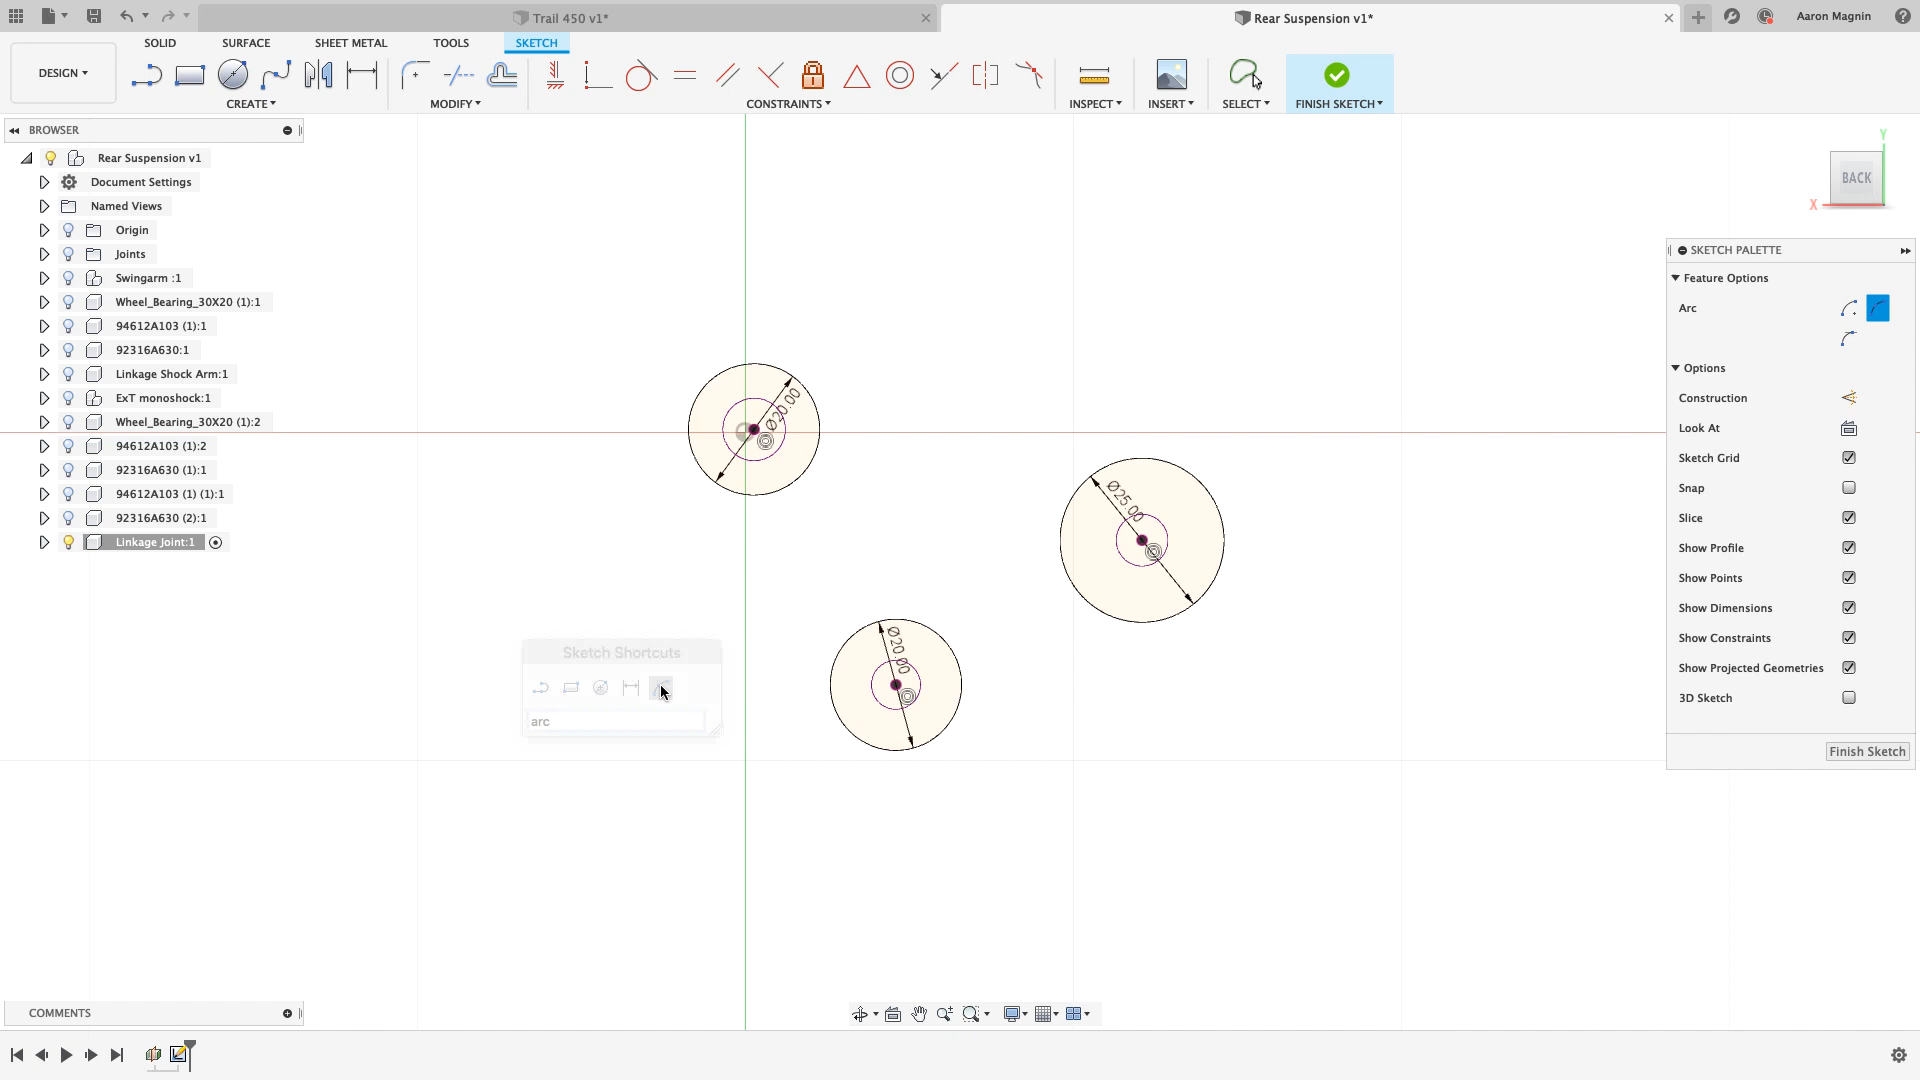 Trail 450 v1*
Rear Suspension v1*
Aaron Magnin
DESIGN
SOLID
SURFACE
SHEET METAL
TOOLS
SKETCH
CREATE
MODIFY
CONSTRAINTS
INSPECT
INSERT
SELECT
FINISH SKETCH
BROWSER
Rear Suspension v1
Document Settings
Named Views
Origin
Joints
Swingarm :1
Wheel_Bearing_30X20 (1):1
94612A103 (1):1
92316A630:1
Linkage Shock Arm:1
ExT monoshock:1
Wheel_Bearing_30X20 (1):2
94612A103 (1):2
92316A630 (1):1
94612A103 (1) (1):1
92316A630 (2):1
Linkage Joint:1
Ø20.00
Ø25.00
Ø20.00
Sketch Shortcuts
arc
Y
BACK
X
SKETCH PALETTE
Feature Options
Arc
Options
Construction
Look At
Sketch Grid
Snap
Slice
Show Profile
Show Points
Show Dimensions
Show Constraints
Show Projected Geometries
3D Sketch
Finish Sketch
COMMENTS